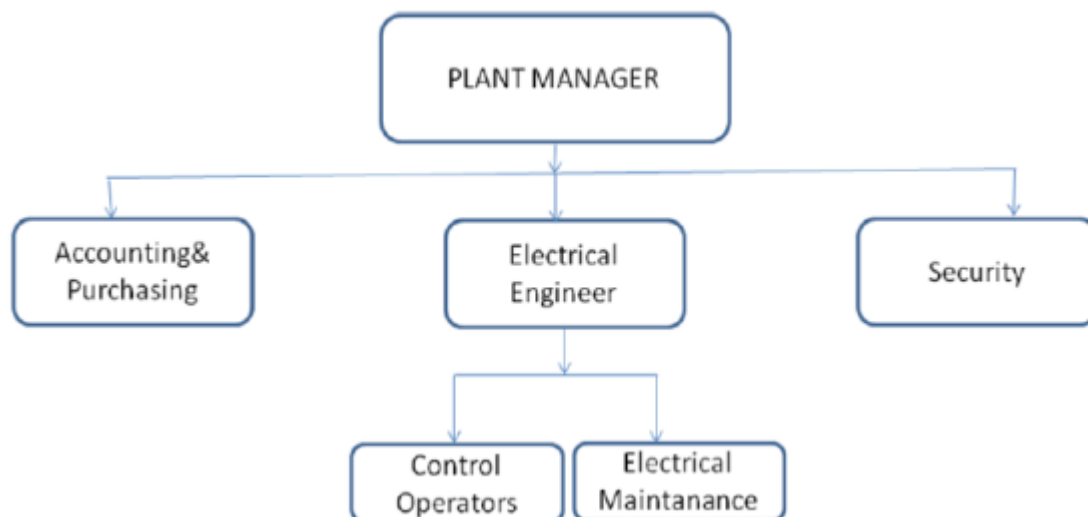 PLANT MANAGER
Accounting&
Purchasing
Electrical
Engineer
Security
Control
Operators
Electrical
Maintanance